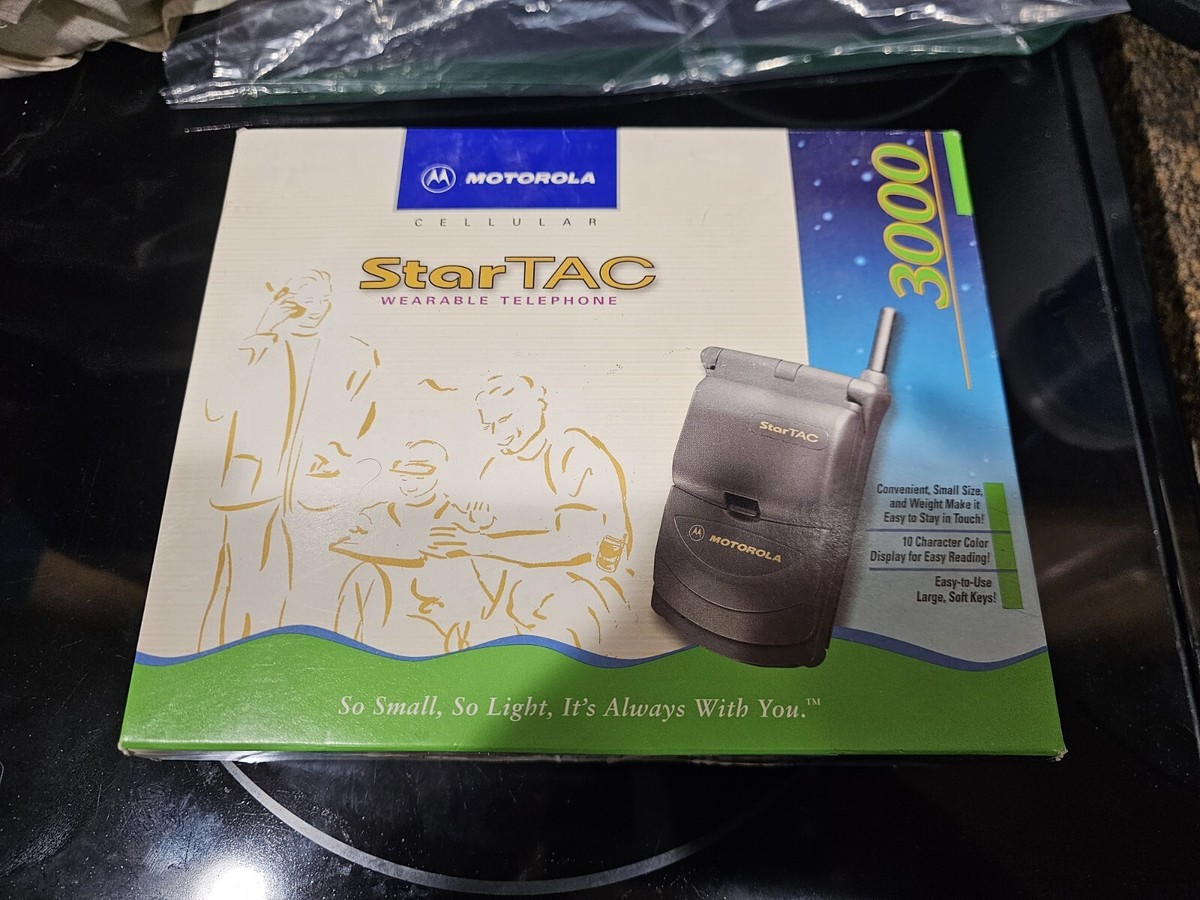 MOTOROLA
CELLULAR
StarTAC
WEARABLE TELEPHONE
3000
StarTAC
MOTOROLA
Convenient, Small Size,
and Weight Make it
Easy to Stay in Touch!
10 Character Color
Display for Easy Reading!
Easy-to-Use
Large, Soft Keys!
So Small, So Light, It's Always With You.™